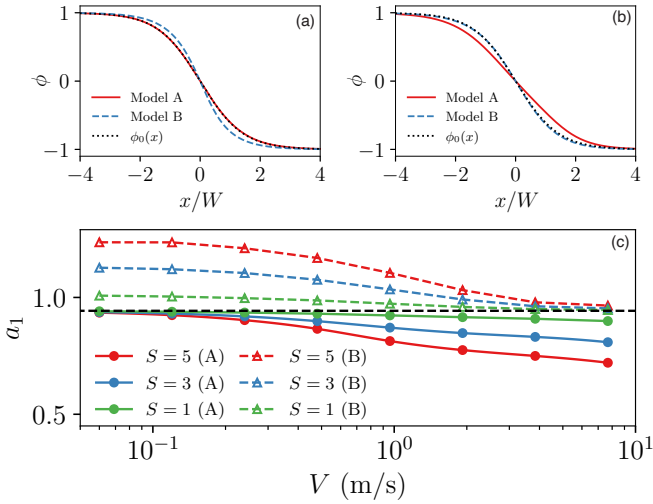 (a)
ϕ
1
0
−1
Model A
Model B
ϕ₀(x)
−4 −2 0 2 4
x/W
(b)
ϕ
1
0
−1
Model A
Model B
ϕ₀(x)
−4 −2 0 2 4
x/W
(c)
a₁
1.0
0.5
S = 5 (A) S = 5 (B)
S = 3 (A) S = 3 (B)
S = 1 (A) S = 1 (B)
10⁻¹ 10⁰ 10¹
V (m/s)